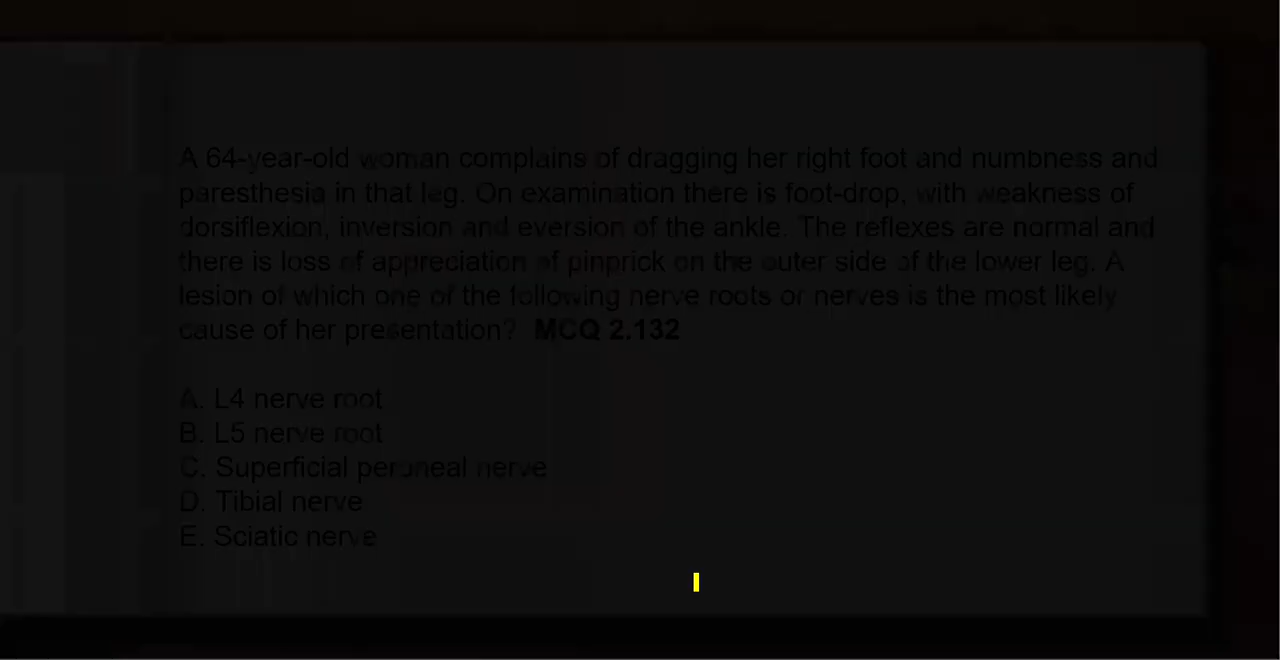 A 64-year-old woman complains of dragging her right foot and numbness and
paresthesia in that leg. On examination there is foot-drop, with weakness of
dorsiflexion, inversion and eversion of the ankle. The reflexes are normal and
there is loss of appreciation of pinprick on the outer side of the lower leg. A
lesion of which one of the following nerve roots or nerves is the most likely
cause of her presentation? MCQ 2.132
A. L4 nerve root
B. L5 nerve root
C. Superficial peroneal nerve
D. Tibial nerve
E. Sciatic nerve